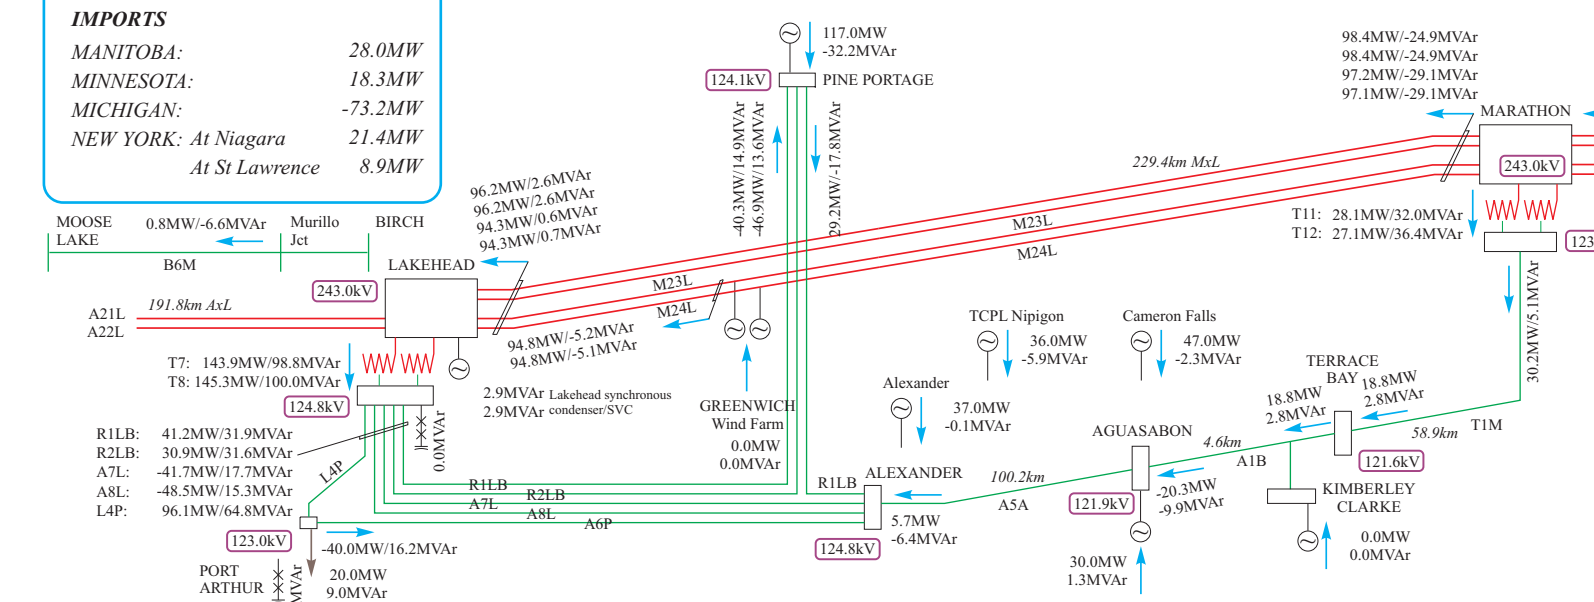 IMPORTS
MANITOBA: 28.0MW
MINNESOTA: 18.3MW
MICHIGAN: -73.2MW
NEW YORK: At Niagara 21.4MW
At St Lawrence 8.9MW
117.0MW
-32.2MVAr
124.1kV
PINE PORTAGE
-40.3MW/14.9MVAr
-46.9MW/13.6MVAr
29.2MW/-17.8MVAr
98.4MW/-24.9MVAr
98.4MW/-24.9MVAr
97.2MW/-29.1MVAr
97.1MW/-29.1MVAr
MARATHON
243.0kV
229.4km MxL
M23L
M24L
T11: 28.1MW/32.0MVAr
T12: 27.1MW/36.4MVAr
123
30.2MW/5.1MVAr
MOOSE
LAKE
0.8MW/-6.6MVAr
Murillo
Jct
BIRCH
B6M
96.2MW/2.6MVAr
96.2MW/2.6MVAr
94.3MW/0.6MVAr
94.3MW/0.7MVAr
LAKEHEAD
243.0kV
A21L
A22L
191.8km AxL
M23L
M24L
94.8MW/-5.2MVAr
94.8MW/-5.1MVAr
T7: 143.9MW/98.8MVAr
T8: 145.3MW/100.0MVAr
124.8kV
2.9MVAr
2.9MVAr
Lakehead synchronous
condenser/SVC
0.0MVAr
GREENWICH
Wind Farm
0.0MW
0.0MVAr
TCPL Nipigon
36.0MW
-5.9MVAr
Cameron Falls
47.0MW
-2.3MVAr
Alexander
37.0MW
-0.1MVAr
TERRACE
BAY
18.8MW
2.8MVAr
18.8MW
2.8MVAr
58.9km
T1M
121.6kV
4.6km
A1B
AGUASABON
-20.3MW
-9.9MVAr
121.9kV
30.0MW
1.3MVAr
KIMBERLEY
CLARKE
0.0MW
0.0MVAr
R1LB: 41.2MW/31.9MVAr
R2LB: 30.9MW/31.6MVAr
A7L: -41.7MW/17.7MVAr
A8L: -48.5MW/15.3MVAr
L4P: 96.1MW/64.8MVAr
L4P
R1LB
R2LB
A7L
A8L
A6P
R1LB
ALEXANDER
100.2km
A5A
5.7MW
-6.4MVAr
124.8kV
123.0kV
-40.0MW/16.2MVAr
PORT
ARTHUR
MVAr
20.0MW
9.0MVAr